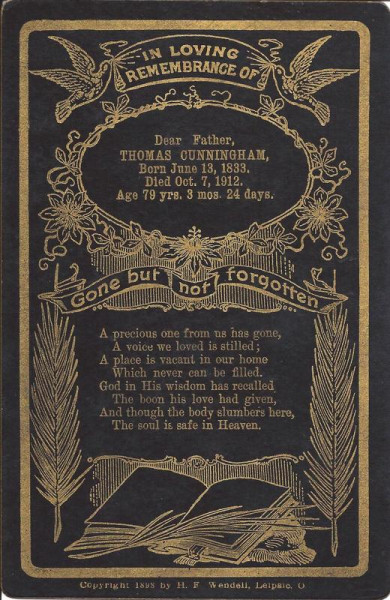 IN LOVING
REMEMBRANCE OF
Dear Father,
THOMAS CUNNINGHAM,
Born June 13, 1833.
Died Oct. 7, 1912.
Age 79 yrs. 3 mos. 24 days.
Gone but not forgotten
A precious one from us has gone,
A voice we loved is stilled;
A place is vacant in our home
Which never can be filled.
God in His wisdom has recalled
The boon his love had given,
And though the body slumbers here,
The soul is safe in Heaven.
Copyright 1898 by H. F. Wendell, Leipsic, O.